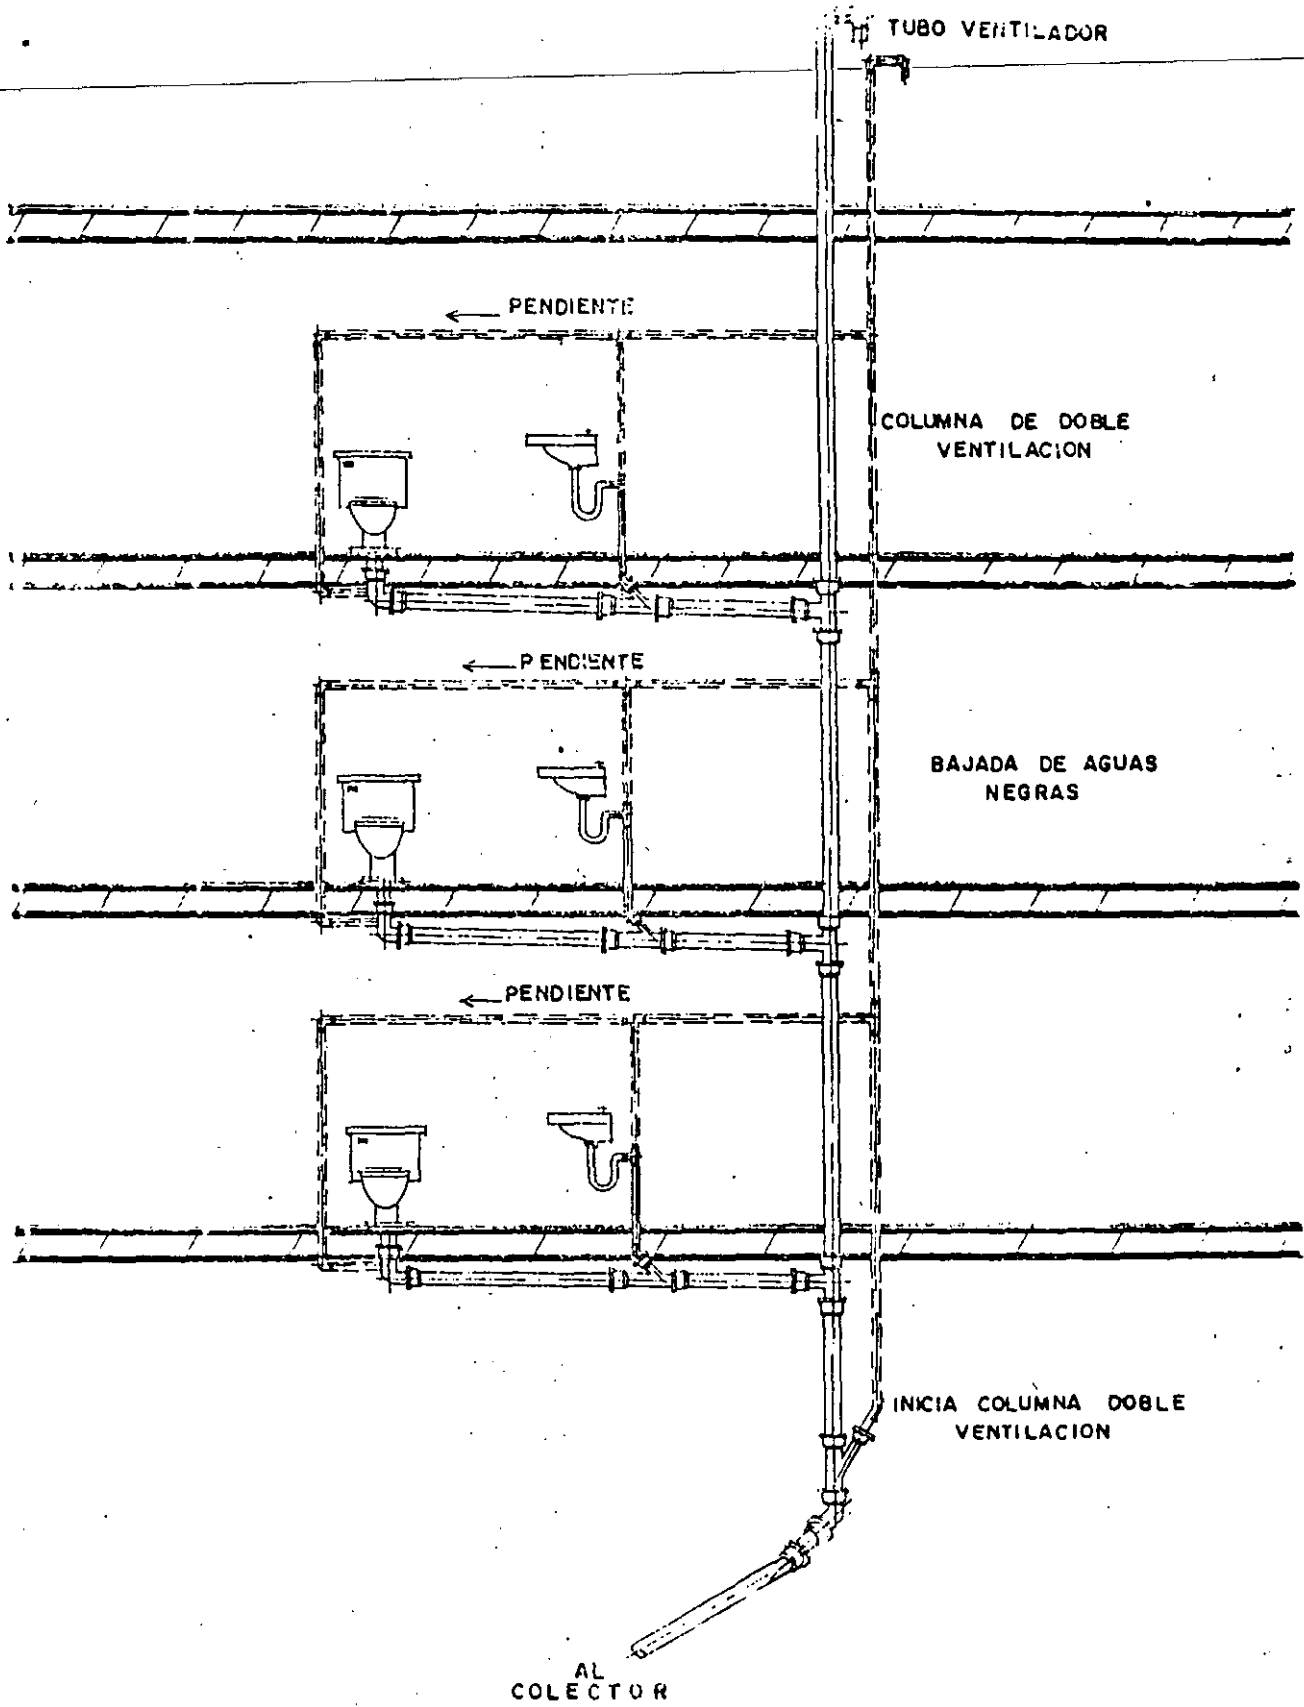 TUBO VENTILADOR
PENDIENTE
COLUMNA DE DOBLE
VENTILACION
PENDIENTE
BAJADA DE AGUAS
NEGRAS
PENDIENTE
INICIA COLUMNA DOBLE
VENTILACION
AL
COLECTOR